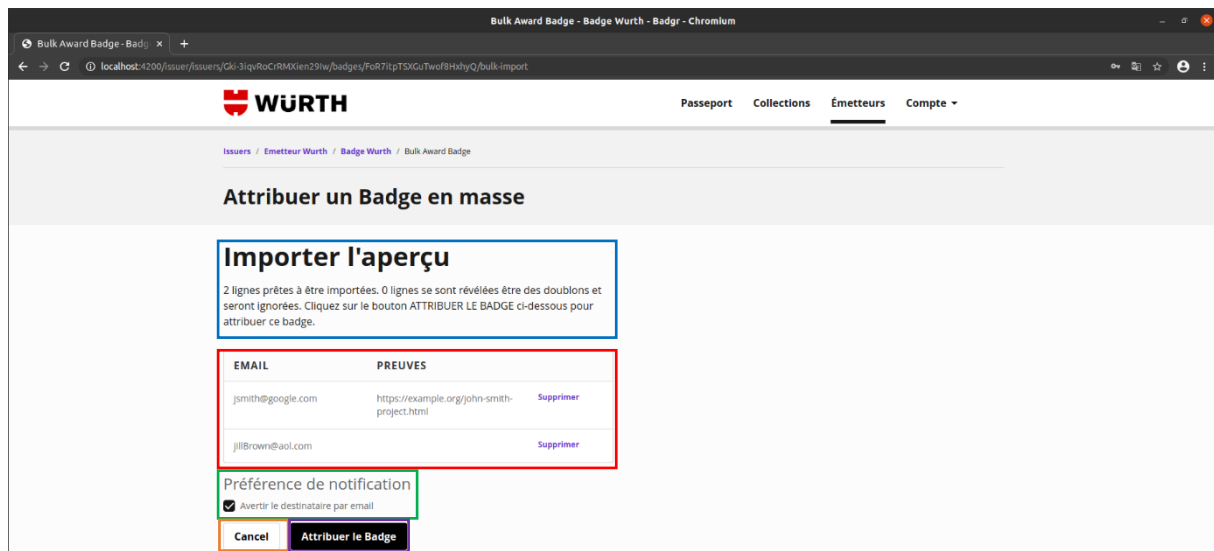 Bulk Award Badge - Badge Wurth - Badgr - Chromium
Bulk Award Badge - Badg
localhost:4200/issuer/issuers/Gki-3iqvRoCrRMXien29Iw/badges/FoR7itpTSXGuTwof8HxhyQ/bulk-import
WÜRTH
Passeport Collections Émetteurs Compte
Issuers / Emetteur Wurth / Badge Wurth / Bulk Award Badge
Attribuer un Badge en masse
Importer l'aperçu
2 lignes prêtes à être importées. 0 lignes se sont révélées être des doublons et
seront ignorées. Cliquez sur le bouton ATTRIBUER LE BADGE ci-dessous pour
attribuer ce badge.
EMAIL PREUVES
jsmith@google.com https://example.org/john-smith- Supprimer
project.html
jillBrown@aol.com Supprimer
Préférence de notification
Avertir le destinataire par email
Cancel Attribuer le Badge